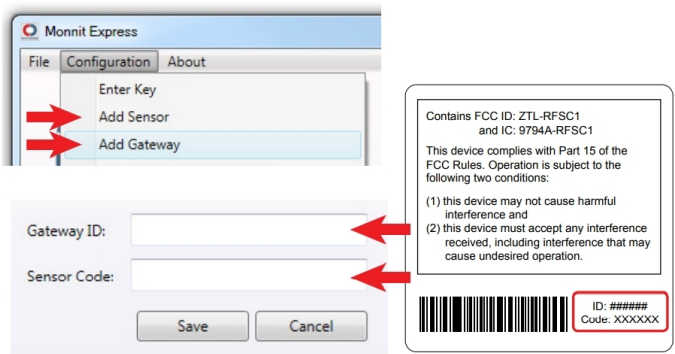 Monnit Express
File Configuration About
Enter Key
Add Sensor
Add Gateway
Gateway ID:
Sensor Code:
Save Cancel
Contains FCC ID: ZTL-RFSC1
and IC: 9794A-RFSC1
This device complies with Part 15 of the
FCC Rules. Operation is subject to the
following two conditions:
(1) this device may not cause harmful
interference and
(2) this device must accept any interference
received, including interference that may
cause undesired operation.
ID: ######
Code: XXXXXX